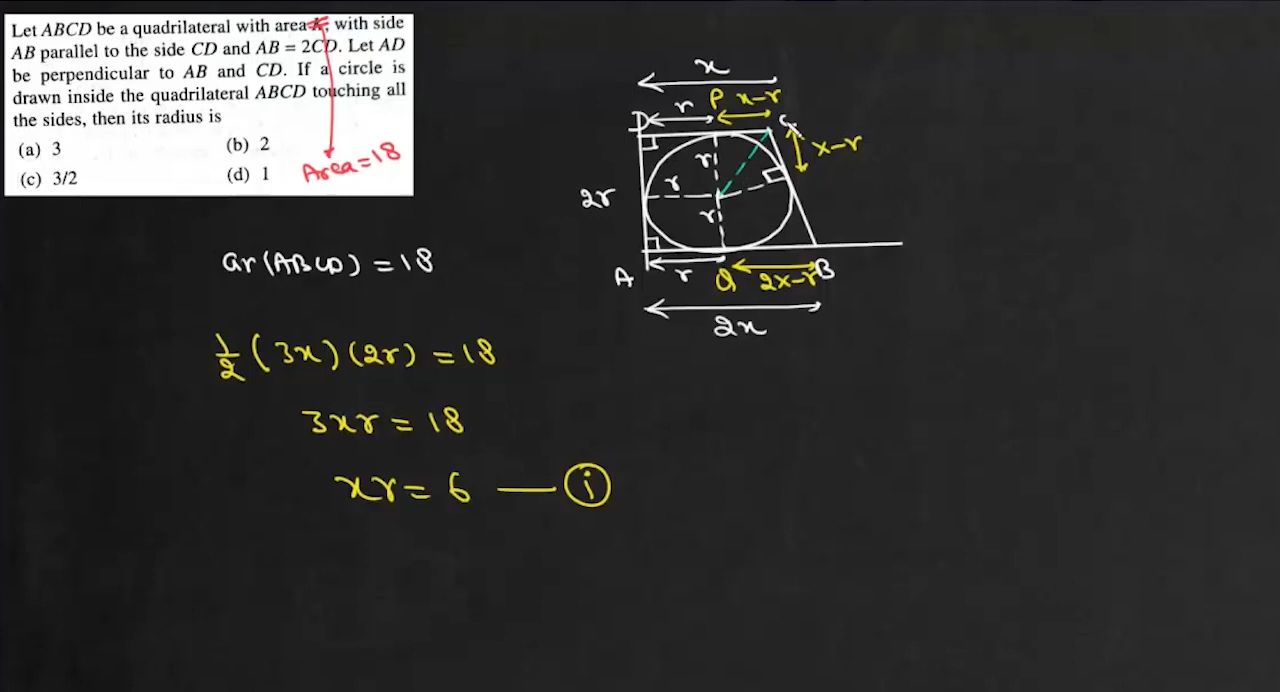 Let ABCD be a quadrilateral with area k, with side
AB parallel to the side CD and AB = 2CD. Let AD
be perpendicular to AB and CD. If a circle is
drawn inside the quadrilateral ABCD touching all
the sides, then its radius is
(a) 3 (b) 2
(c) 3/2 (d) 1
Area=18
ar (ABCD) = 18
1/2 (3x) (2r) = 18
3xr = 18
xr = 6 — i
x
r P x-r
D C
x-r
r
r
2r
r
A r Q 2x-r B
2x